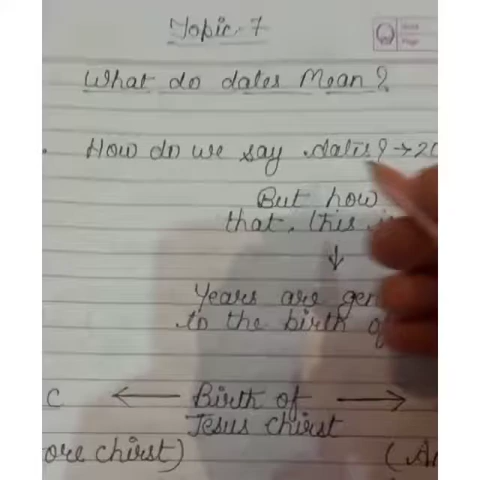 Topic-7
What do dates Mean?
How do we say dates? → 20
But how
that, this
↓
Years are gen
to the birth of
C ← Birth of →
Jesus chirst
ore chirst) (A